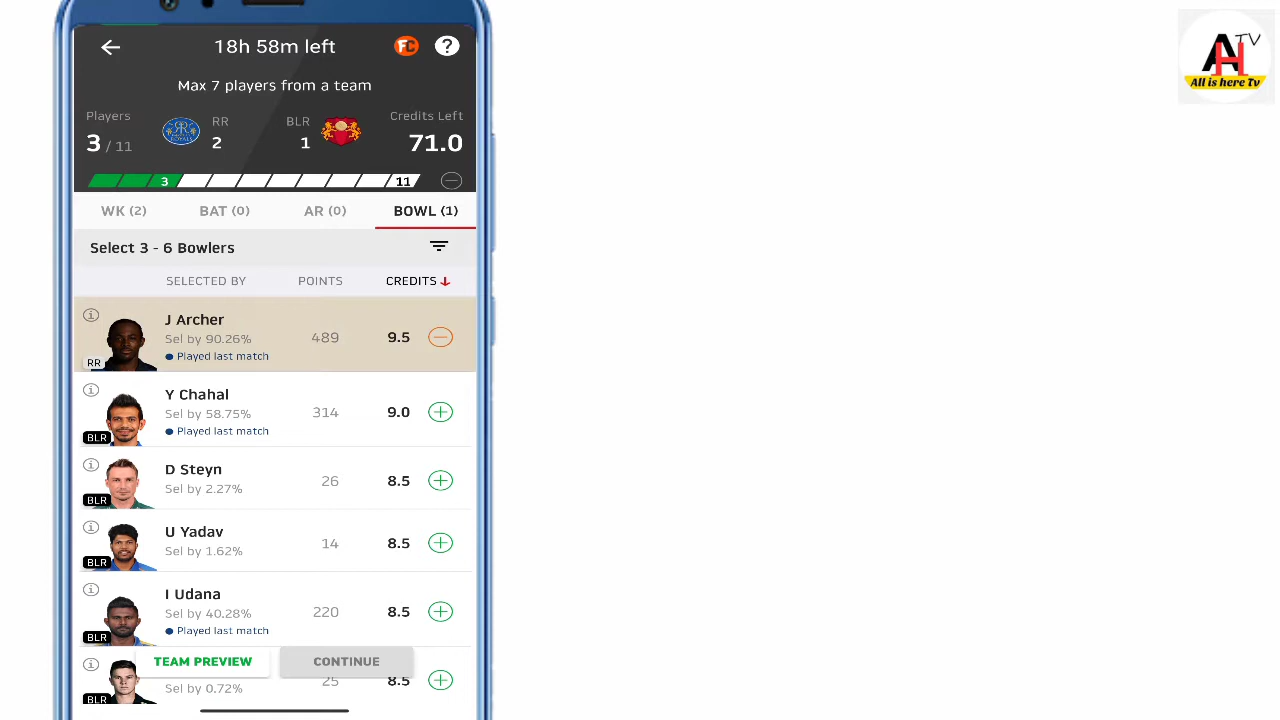 18h 58m left
FC
?
Max 7 players from a team
Players
3 / 11
RR
2
BLR
1
Credits Left
71.0
3
11
WK (2)
BAT (0)
AR (0)
BOWL (1)
Select 3 - 6 Bowlers
SELECTED BY
POINTS
CREDITS
J Archer
Sel by 90.26%
Played last match
RR
489
9.5
Y Chahal
Sel by 58.75%
Played last match
BLR
314
9.0
D Steyn
Sel by 2.27%
BLR
26
8.5
U Yadav
Sel by 1.62%
BLR
14
8.5
I Udana
Sel by 40.28%
Played last match
BLR
220
8.5
TEAM PREVIEW
CONTINUE
Sel by 0.72%
BLR
25
8.5
AH TV
All is here Tv